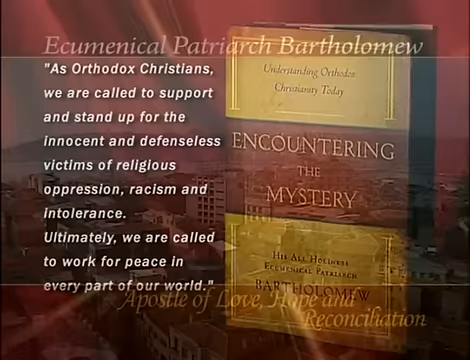 Ecumenical Patriarch Bartholomew
"As Orthodox Christians,
we are called to support
and stand up for the
innocent and defenseless
victims of religious
oppression, racism and
intolerance.
Ultimately, we are called
to work for peace in
every part of our world."
Understanding Orthodox
Christianity Today
ENCOUNTERING
THE
MYSTERY
His All Holiness
Ecumenical Patriarch
BARTHOLOMEW
Apostle of Love, Hope and
Reconciliation